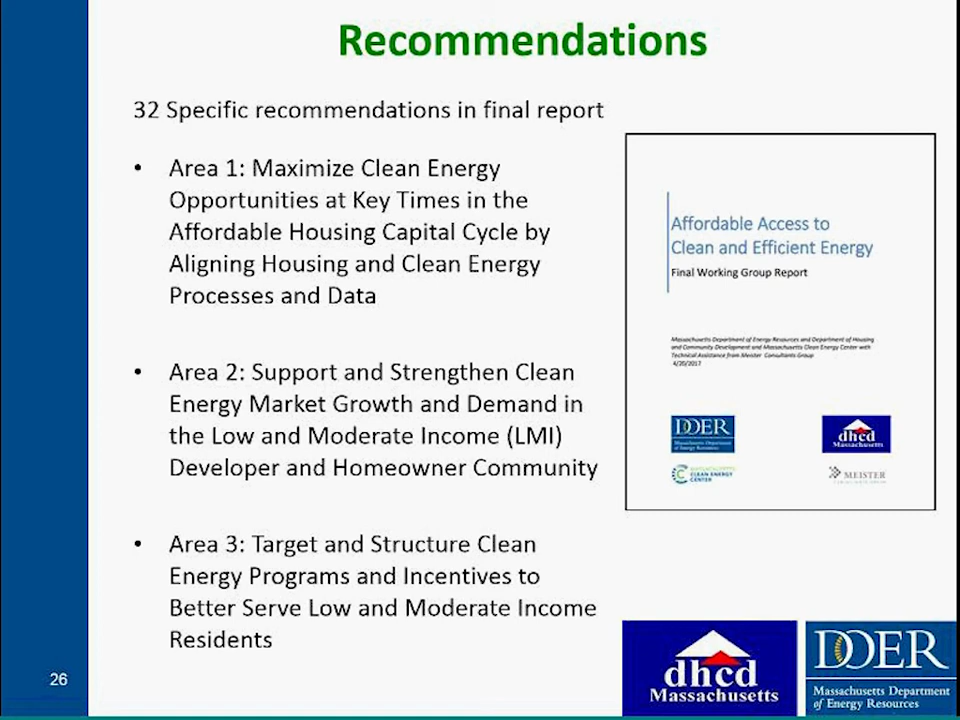 Recommendations
32 Specific recommendations in final report
• Area 1: Maximize Clean Energy
Opportunities at Key Times in the
Affordable Housing Capital Cycle by
Aligning Housing and Clean Energy
Processes and Data
• Area 2: Support and Strengthen Clean
Energy Market Growth and Demand in
the Low and Moderate Income (LMI)
Developer and Homeowner Community
• Area 3: Target and Structure Clean
Energy Programs and Incentives to
Better Serve Low and Moderate Income
Residents
Affordable Access to
Clean and Efficient Energy
Final Working Group Report
Massachusetts Department of Energy Resources and Department of Housing
and Community Development and Massachusetts Clean Energy Center with
Technical Assistance from Meister Consultants Group
4/20/2017
DOER
Massachusetts Department
of Energy Resources
dhcd
Massachusetts
MASSACHUSETTS
CLEAN ENERGY
CENTER
MEISTER
26
dhcd
Massachusetts
DOER
Massachusetts Department
of Energy Resources